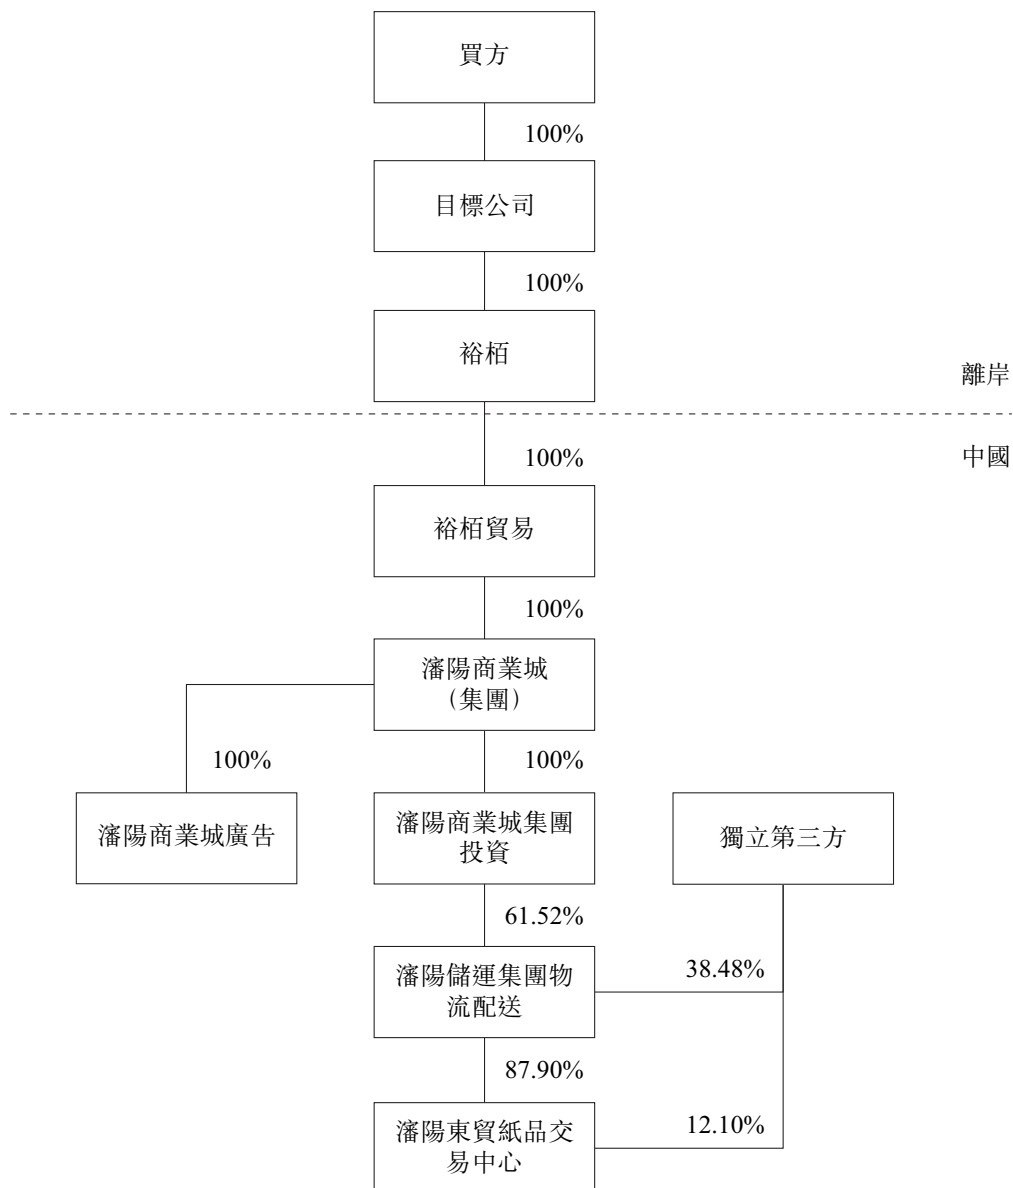 買方
100%
目標公司
100%
裕栢
離岸
中國
100%
裕栢貿易
100%
瀋陽商業城
（集團）
100%
100%
瀋陽商業城廣告
瀋陽商業城集團
投資
獨立第三方
61.52%
瀋陽儲運集團物
流配送
38.48%
87.90%
瀋陽東貿紙品交
易中心
12.10%